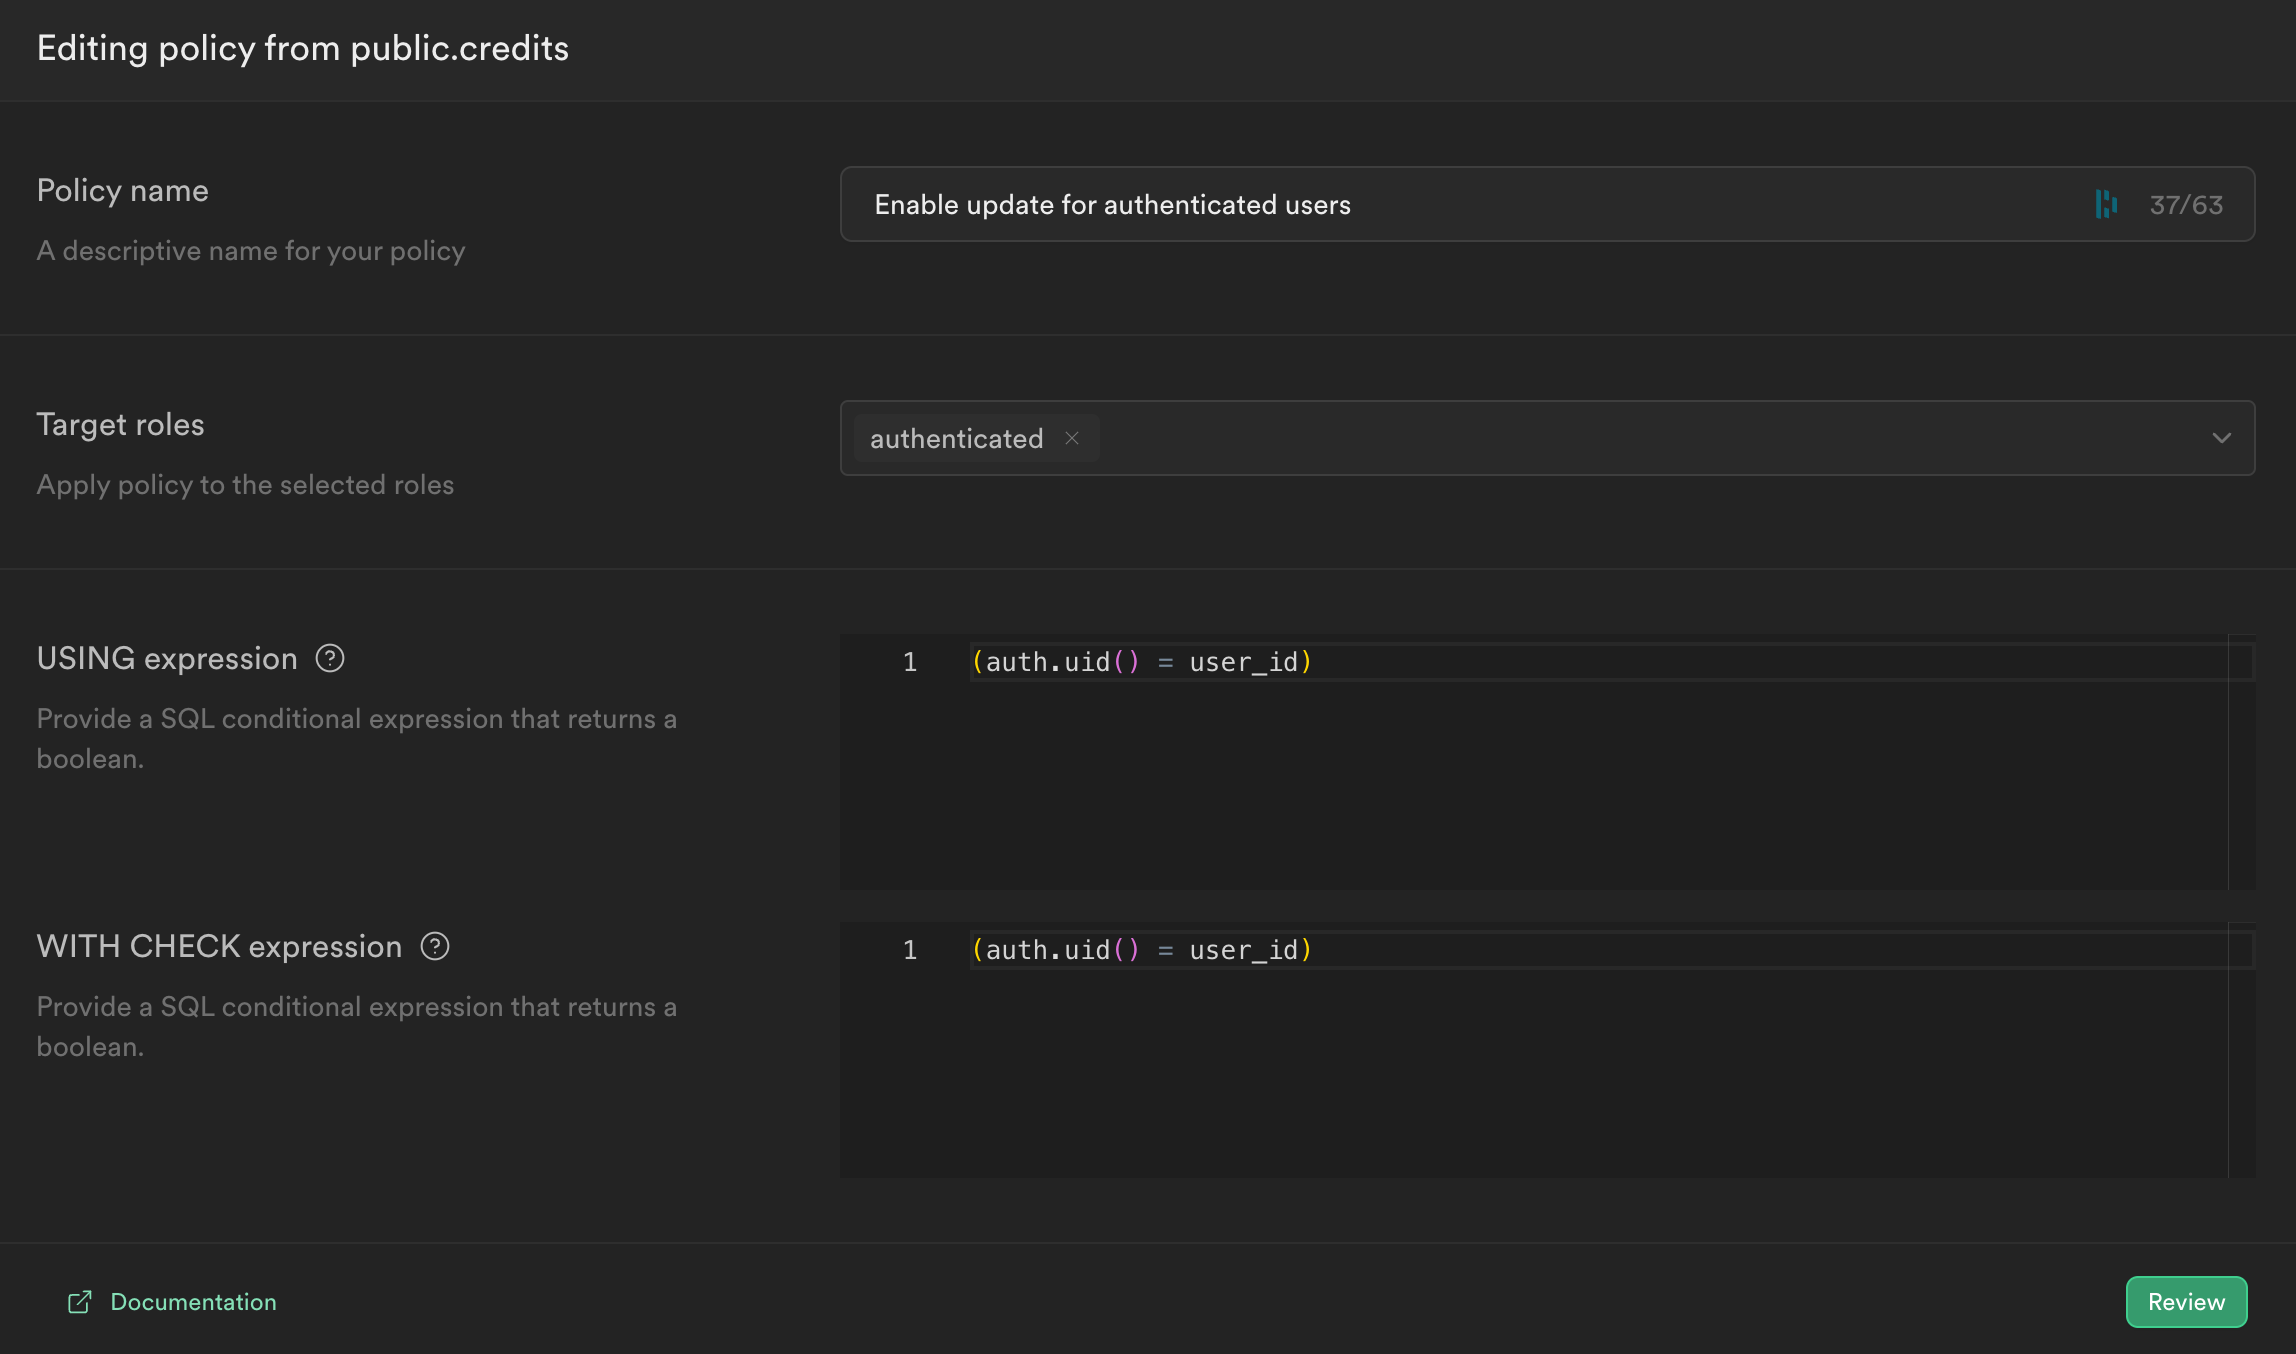 Editing policy from public.credits
Policy name
A descriptive name for your policy
Enable update for authenticated users
37/63
Target roles
Apply policy to the selected roles
authenticated
USING expression
Provide a SQL conditional expression that returns a
boolean.
1 (auth.uid() = user_id)
WITH CHECK expression
Provide a SQL conditional expression that returns a
boolean.
1 (auth.uid() = user_id)
Documentation
Review